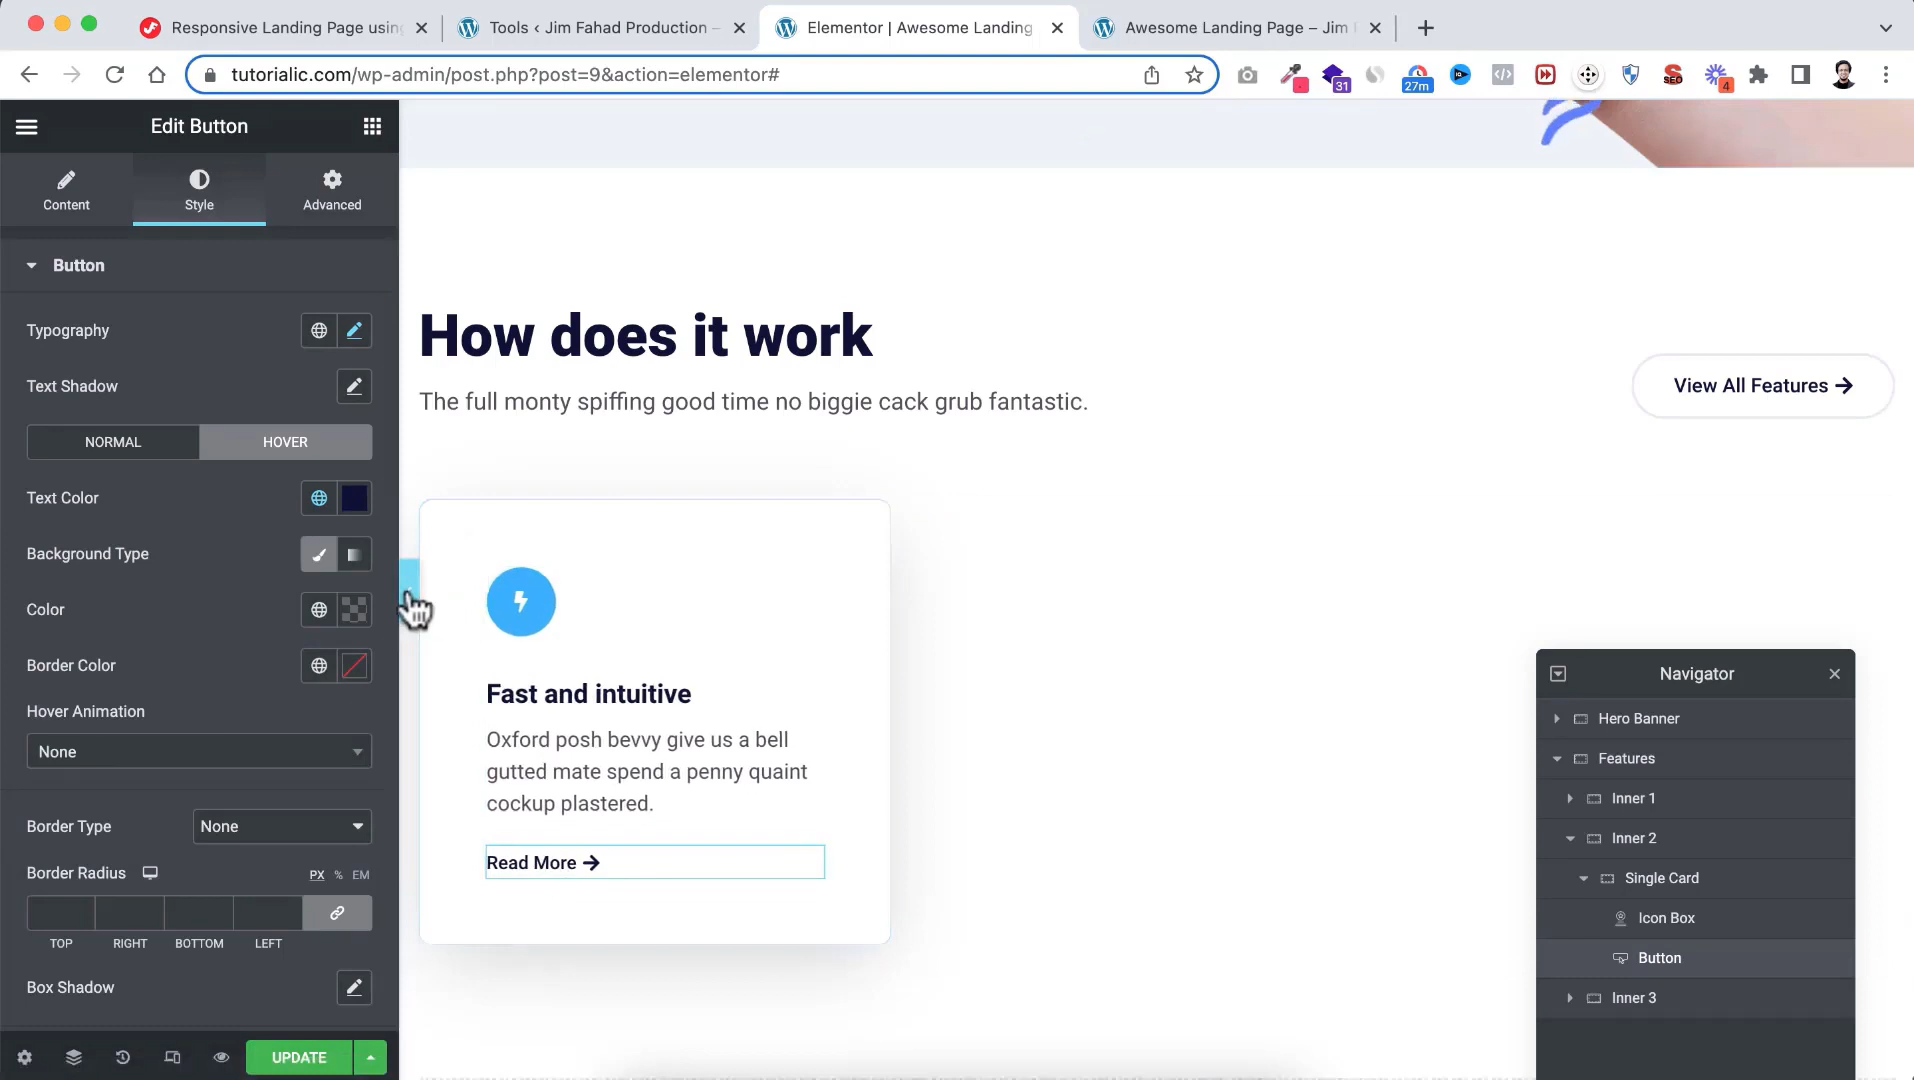 Responsive Landing Page using
Tools ‹ Jim Fahad Production –
Elementor | Awesome Landing
Awesome Landing Page – Jim
tutorialic.com/wp-admin/post.php?post=9&action=elementor#
31
27m
SEO
4
Edit Button
Content
Style
Advanced
Button
Typography
Text Shadow
NORMAL
HOVER
Text Color
Background Type
Color
Border Color
Hover Animation
None
Border Type
None
Border Radius
PX % EM
TOP RIGHT BOTTOM LEFT
Box Shadow
UPDATE
How does it work
The full monty spiffing good time no biggie cack grub fantastic.
View All Features
Fast and intuitive
Oxford posh bevvy give us a bell
gutted mate spend a penny quaint
cockup plastered.
Read More
Navigator
Hero Banner
Features
Inner 1
Inner 2
Single Card
Icon Box
Button
Inner 3